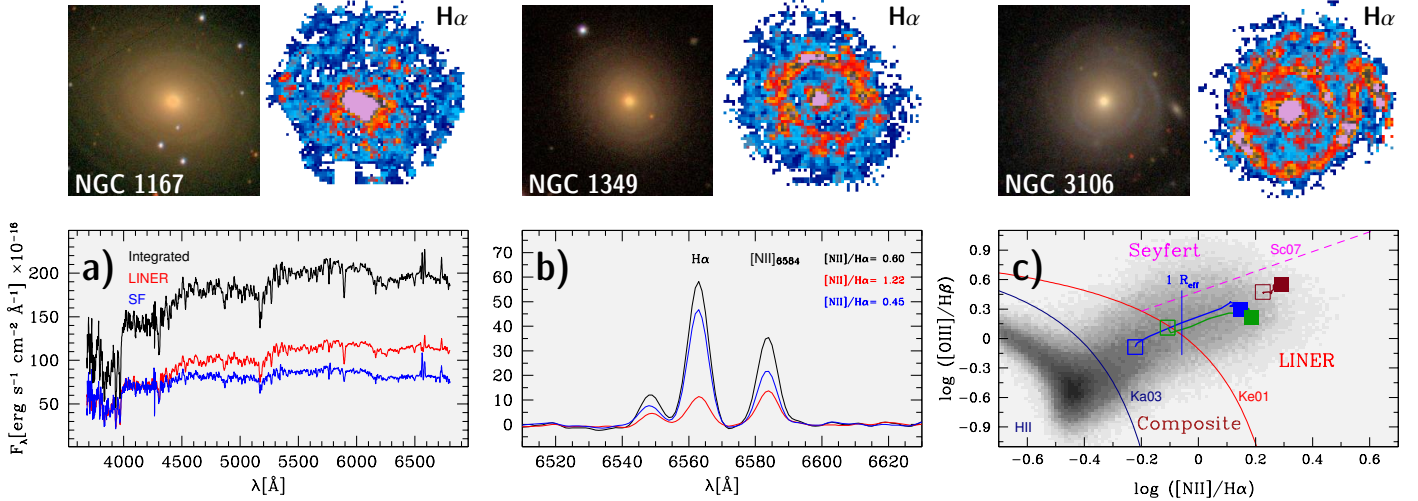 Hα
Hα
Hα
NGC 1167
NGC 1349
NGC 3106
a)
Integrated
LINER
SF
200
150
100
50
4000 4500 5000 5500 6000 6500
λ[Å]
Fλ[erg s⁻¹ cm⁻² Å⁻¹] ×10⁻¹⁶
b)
Hα
[NII]6584
[NII]/Hα= 0.60
[NII]/Hα= 1.22
[NII]/Hα= 0.45
70
60
50
40
30
20
10
0
6520 6540 6560 6580 6600 6620
λ[Å]
c)
Seyfert
Sc07
1 Reff
LINER
Ka03
Ke01
HII
Composite
0.9
0.6
0.3
0
-0.3
-0.6
-0.9
-0.6 -0.4 -0.2 0 0.2 0.4 0.6
log ([NII]/Hα)
log ([OIII]/Hβ)